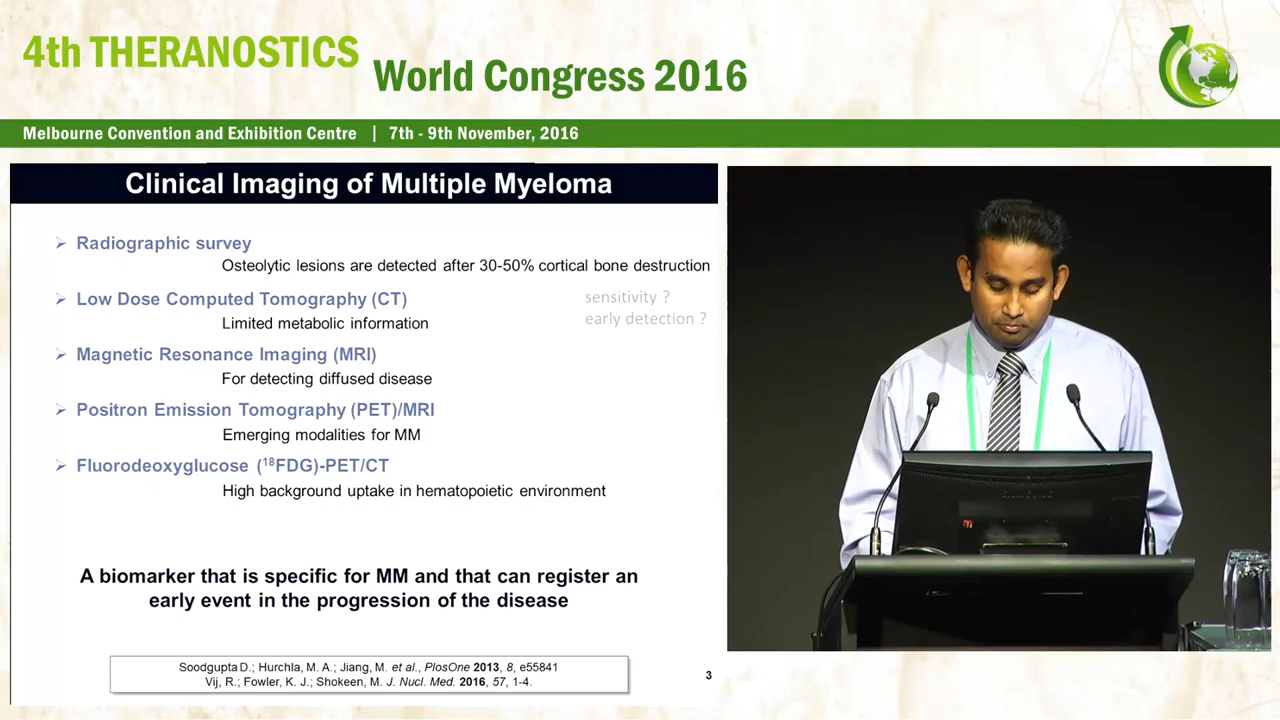 4th THERANOSTICS
World Congress 2016
Melbourne Convention and Exhibition Centre | 7th - 9th November, 2016
Clinical Imaging of Multiple Myeloma
➢ Radiographic survey
Osteolytic lesions are detected after 30-50% cortical bone destruction
➢ Low Dose Computed Tomography (CT)
sensitivity ?
Limited metabolic information
early detection ?
➢ Magnetic Resonance Imaging (MRI)
For detecting diffused disease
➢ Positron Emission Tomography (PET)/MRI
Emerging modalities for MM
➢ Fluorodeoxyglucose (¹⁸FDG)-PET/CT
High background uptake in hematopoietic environment
A biomarker that is specific for MM and that can register an
early event in the progression of the disease
Soodgupta D.; Hurchla, M. A.; Jiang, M. et al., PlosOne 2013, 8, e55841
Vij, R.; Fowler, K. J.; Shokeen, M. J. Nucl. Med. 2016, 57, 1-4.
3
SAMSUNG